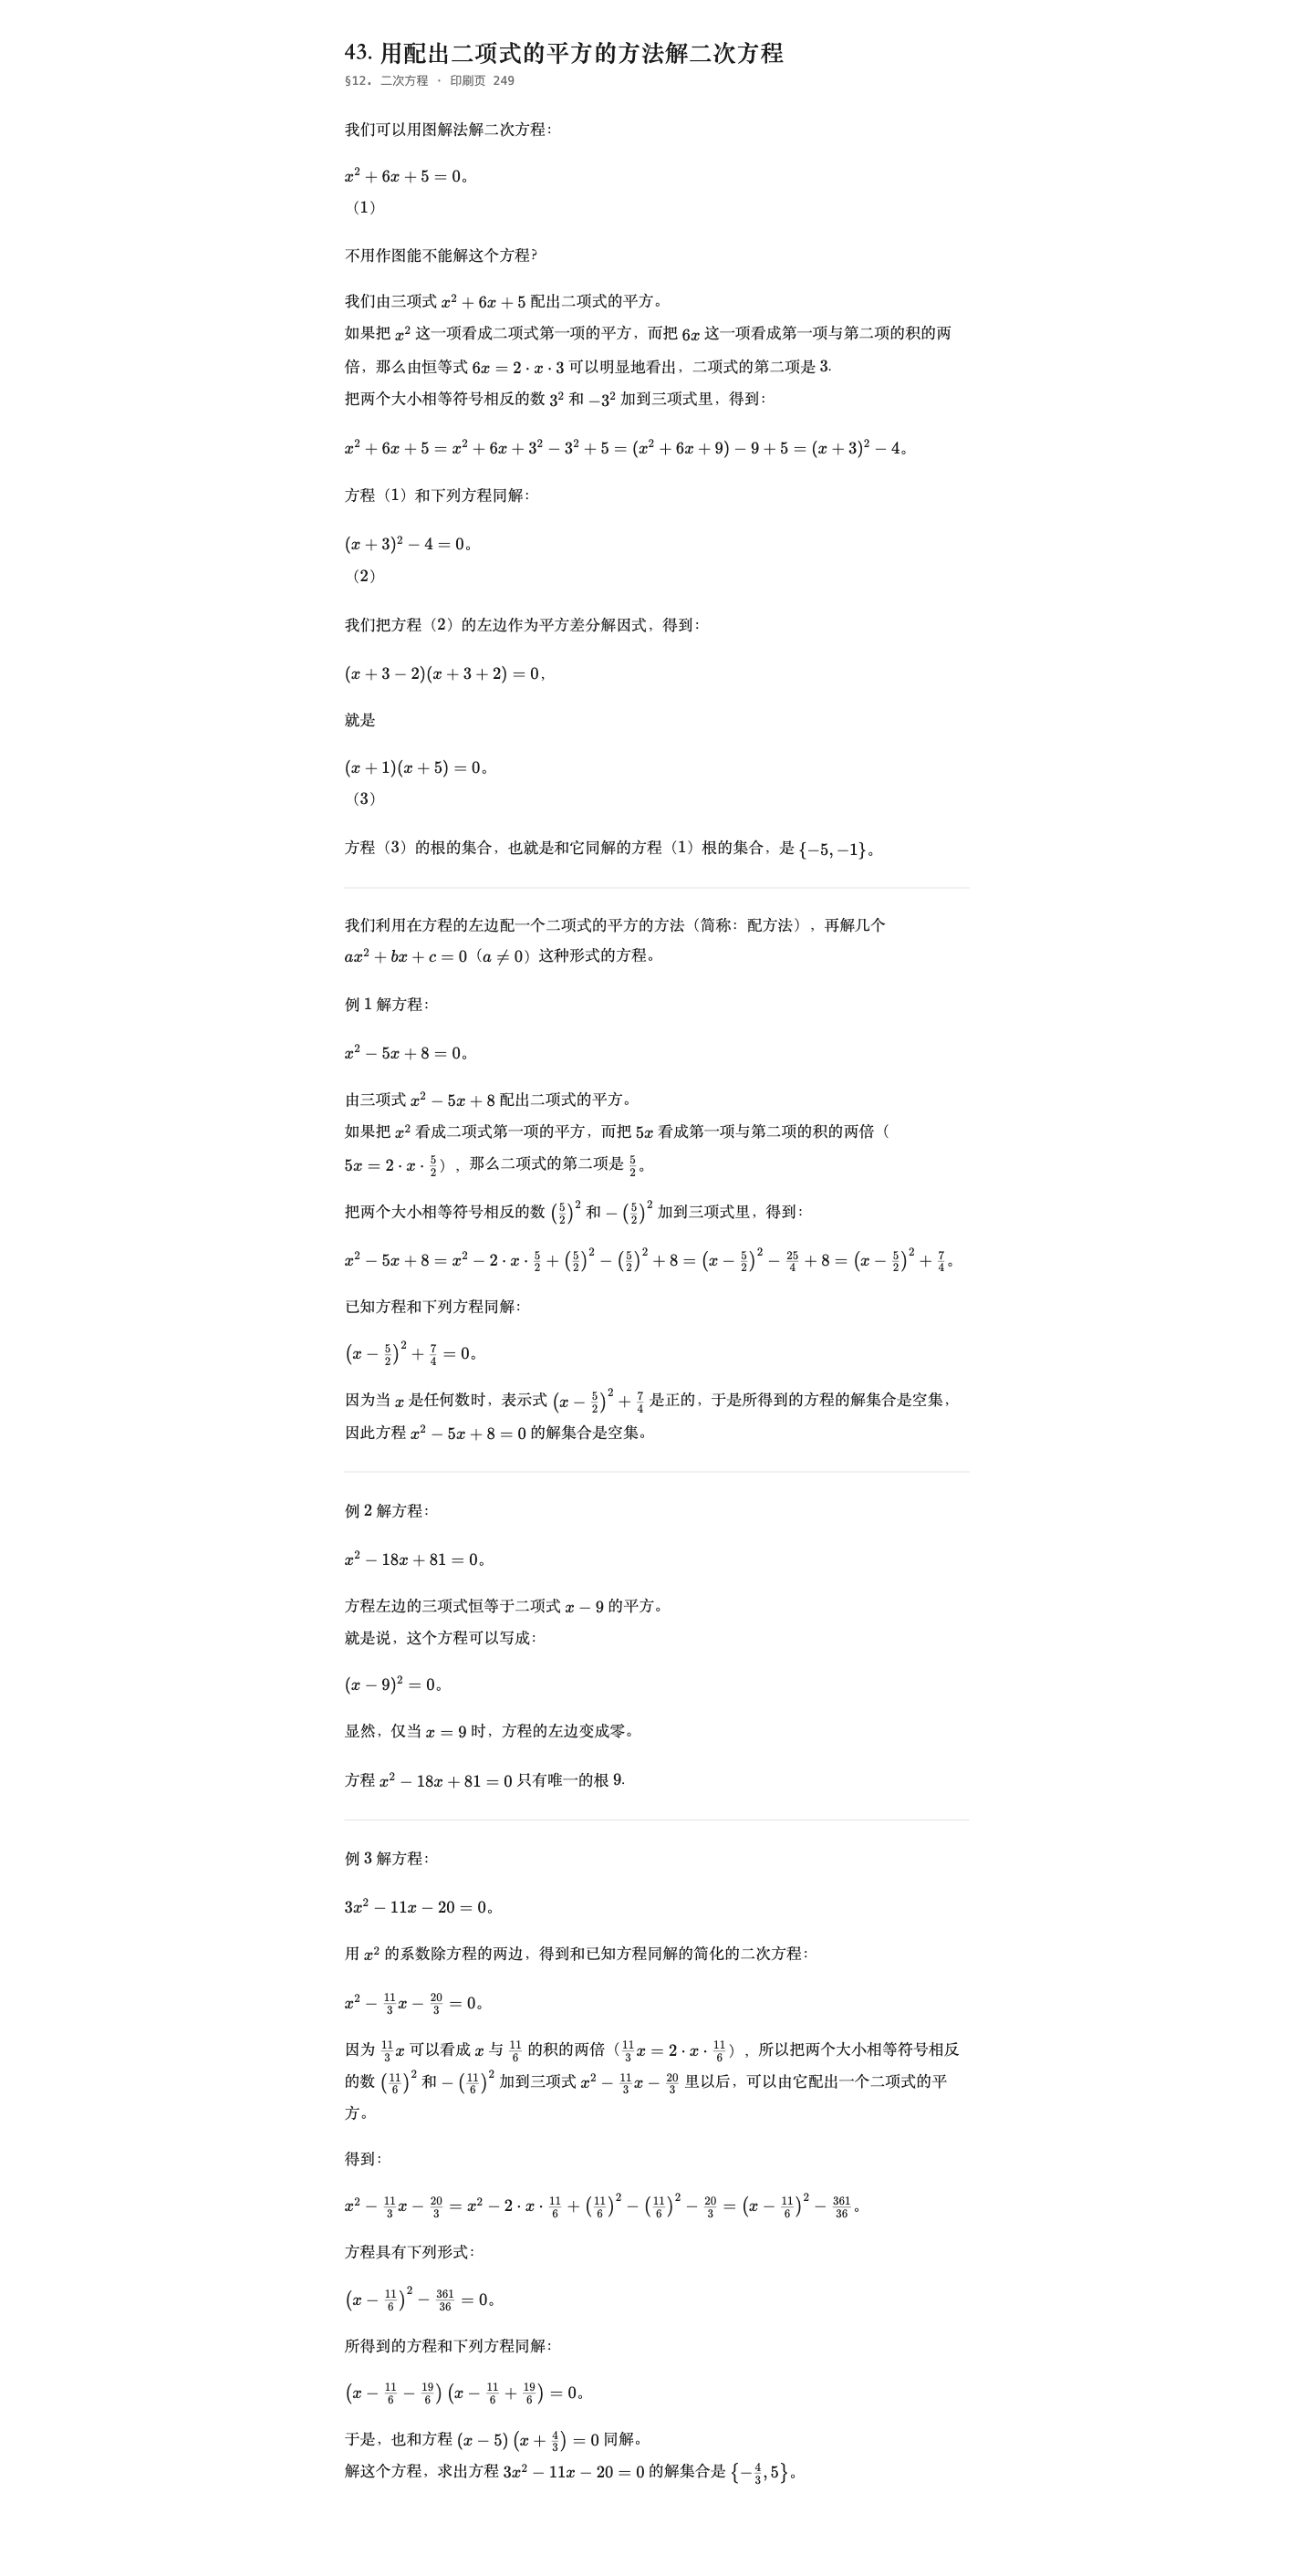 43. 用配出二项式的平方的方法解二次方程
§12. 二次方程 · 印刷页 249
我们可以用图解法解二次方程：
x² + 6x + 5 = 0。
（1）
不用作图能不能解这个方程？
我们由三项式 x² + 6x + 5 配出二项式的平方。
如果把 x² 这一项看成二项式第一项的平方，而把 6x 这一项看成第一项与第二项的积的两
倍，那么由恒等式 6x = 2 · x · 3 可以明显地看出，二项式的第二项是 3.
把两个大小相等符号相反的数 3² 和 −3² 加到三项式里，得到：
x² + 6x + 5 = x² + 6x + 3² − 3² + 5 = (x² + 6x + 9) − 9 + 5 = (x + 3)² − 4。
方程（1）和下列方程同解：
(x + 3)² − 4 = 0。
（2）
我们把方程（2）的左边作为平方差分解因式，得到：
(x + 3 − 2)(x + 3 + 2) = 0，
就是
(x + 1)(x + 5) = 0。
（3）
方程（3）的根的集合，也就是和它同解的方程（1）根的集合，是 {−5, −1}。
我们利用在方程的左边配一个二项式的平方的方法（简称：配方法），再解几个
ax² + bx + c = 0（a ≠ 0）这种形式的方程。
例 1 解方程：
x² − 5x + 8 = 0。
由三项式 x² − 5x + 8 配出二项式的平方。
如果把 x² 看成二项式第一项的平方，而把 5x 看成第一项与第二项的积的两倍（
5x = 2 · x · 5/2），那么二项式的第二项是 5/2。
把两个大小相等符号相反的数 (5/2)² 和 − (5/2)² 加到三项式里，得到：
x² − 5x + 8 = x² − 2 · x · 5/2 + (5/2)² − (5/2)² + 8 = (x − 5/2)² − 25/4 + 8 = (x − 5/2)² + 7/4。
已知方程和下列方程同解：
(x − 5/2)² + 7/4 = 0。
因为当 x 是任何数时，表示式 (x − 5/2)² + 7/4 是正的，于是所得到的方程的解集合是空集，
因此方程 x² − 5x + 8 = 0 的解集合是空集。
例 2 解方程：
x² − 18x + 81 = 0。
方程左边的三项式恒等于二项式 x − 9 的平方。
就是说，这个方程可以写成：
(x − 9)² = 0。
显然，仅当 x = 9 时，方程的左边变成零。
方程 x² − 18x + 81 = 0 只有唯一的根 9.
例 3 解方程：
3x² − 11x − 20 = 0。
用 x² 的系数除方程的两边，得到和已知方程同解的简化的二次方程：
x² − 11/3 x − 20/3 = 0。
因为 11/3 x 可以看成 x 与 11/6 的积的两倍（11/3 x = 2 · x · 11/6），所以把两个大小相等符号相反
的数 (11/6)² 和 − (11/6)² 加到三项式 x² − 11/3 x − 20/3 里以后，可以由它配出一个二项式的平
方。
得到：
x² − 11/3 x − 20/3 = x² − 2 · x · 11/6 + (11/6)² − (11/6)² − 20/3 = (x − 11/6)² − 361/36。
方程具有下列形式：
(x − 11/6)² − 361/36 = 0。
所得到的方程和下列方程同解：
(x − 11/6 − 19/6) (x − 11/6 + 19/6) = 0。
于是，也和方程 (x − 5) (x + 4/3) = 0 同解。
解这个方程，求出方程 3x² − 11x − 20 = 0 的解集合是 {−4/3, 5}。